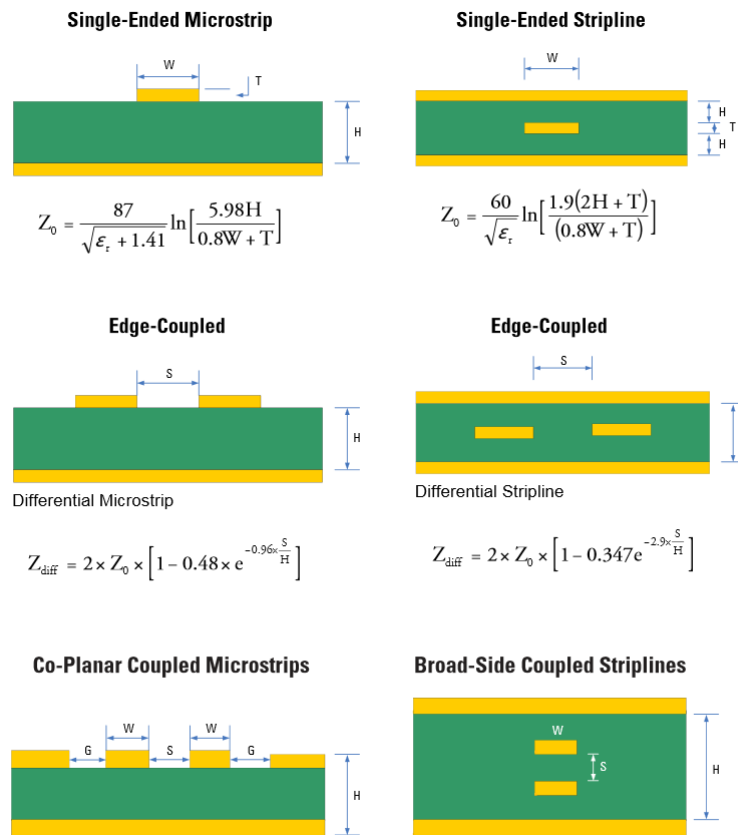 Single-Ended Microstrip
W
T
H
Z₀ = 87 / √(εᵣ + 1.41) ln[5.98H / 0.8W + T]
Single-Ended Stripline
W
H
T
H
Z₀ = 60 / √εᵣ ln[1.9(2H + T) / (0.8W + T)]
Edge-Coupled
S
H
Differential Microstrip
Z_diff = 2 × Z₀ × [1 − 0.48 × e^(−0.96×S/H)]
Edge-Coupled
S
Differential Stripline
Z_diff = 2 × Z₀ × [1 − 0.347e^(−2.9×S/H)]
Co-Planar Coupled Microstrips
W W
G S G
H
Broad-Side Coupled Striplines
W
S
H